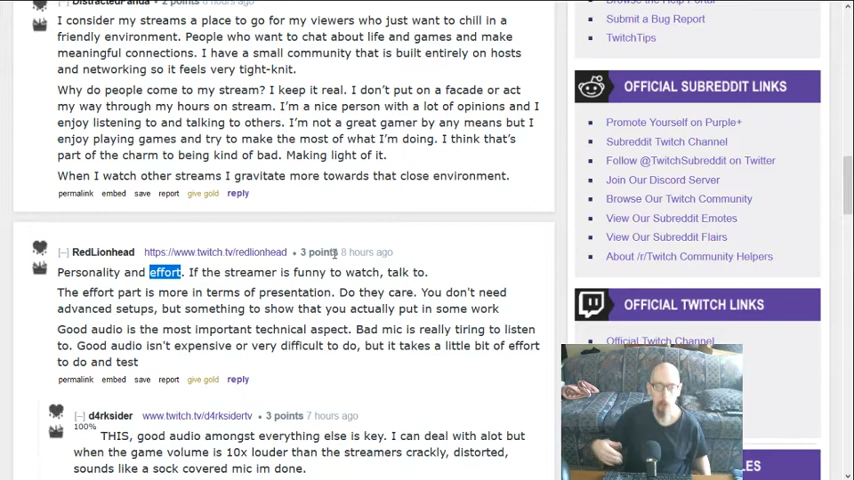 DistractedPanda 2 points 8 hours ago
I consider my streams a place to go for my viewers who just want to chill in a
friendly environment. People who want to chat about life and games and make
meaningful connections. I have a small community that is built entirely on hosts
and networking so it feels very tight-knit.
Why do people come to my stream? I keep it real. I don't put on a facade or act
my way through my hours on stream. I'm a nice person with a lot of opinions and I
enjoy listening to and talking to others. I'm not a great gamer by any means but I
enjoy playing games and try to make the most of what I'm doing. I think that's
part of the charm to being kind of bad. Making light of it.
When I watch other streams I gravitate more towards that close environment.
permalink embed save report give gold reply
[–] RedLionhead https://www.twitch.tv/redlionhead • 3 points 8 hours ago
Personality and effort. If the streamer is funny to watch, talk to.
The effort part is more in terms of presentation. Do they care. You don't need
advanced setups, but something to show that you actually put in some work
Good audio is the most important technical aspect. Bad mic is really tiring to listen
to. Good audio isn't expensive or very difficult to do, but it takes a little bit of effort
to do and test
permalink embed save report give gold reply
[–] d4rksider www.twitch.tv/d4rksidertv • 3 points 7 hours ago
100%
THIS, good audio amongst everything else is key. I can deal with alot but
when the game volume is 10x louder than the streamers crackly, distorted,
sounds like a sock covered mic im done.
Browse the Help Portal
Submit a Bug Report
TwitchTips
OFFICIAL SUBREDDIT LINKS
Promote Yourself on Purple+
Subreddit Twitch Channel
Follow @TwitchSubreddit on Twitter
Join Our Discord Server
Browse Our Twitch Community
View Our Subreddit Emotes
View Our Subreddit Flairs
About /r/Twitch Community Helpers
OFFICIAL TWITCH LINKS
Official Twitch Channel